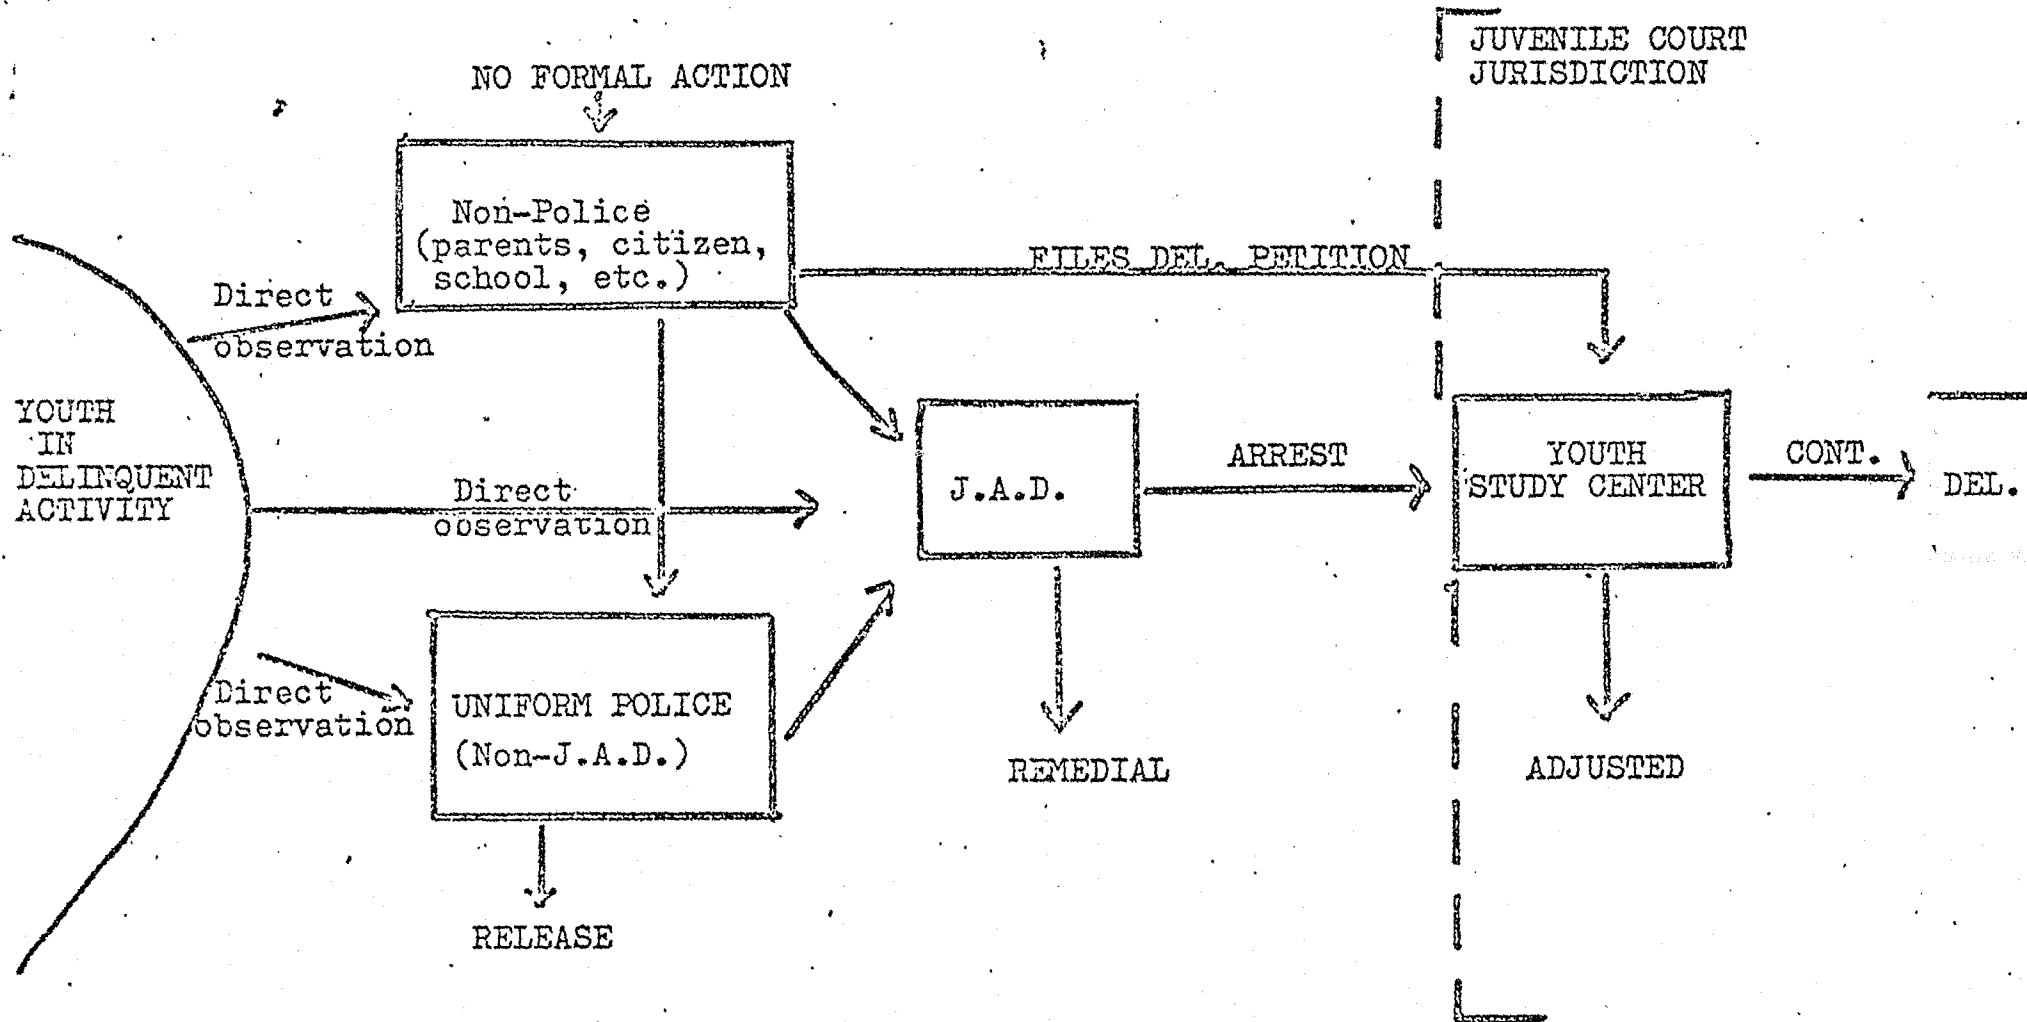 JUVENILE COURT
JURISDICTION
NO FORMAL ACTION
Non-Police
(parents, citizen,
school, etc.)
FILES DEL. PETITION
Direct
observation
YOUTH
IN
DELINQUENT
ACTIVITY
Direct
observation
J.A.D.
ARREST
YOUTH
STUDY CENTER
CONT.
DEL.
Direct
observation
UNIFORM POLICE
(Non-J.A.D.)
REMEDIAL
ADJUSTED
RELEASE